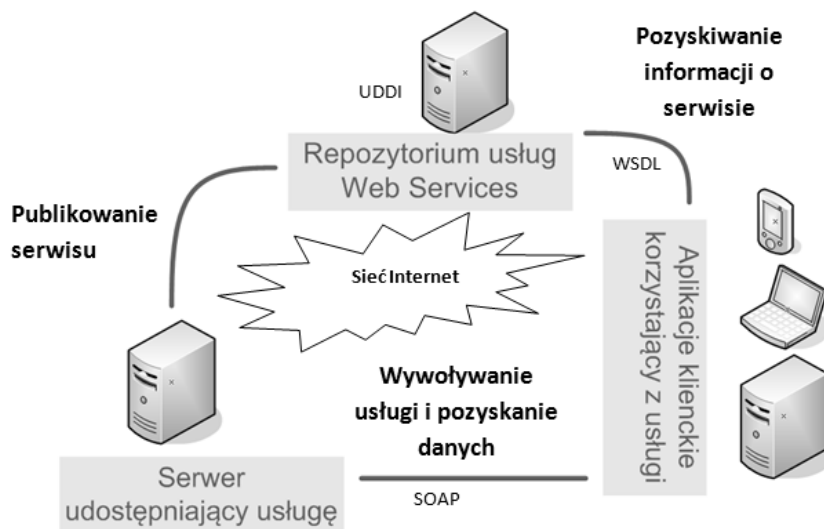 UDDI
Repozytorium usług
Web Services
Pozyskiwanie
informacji o
serwisie
WSDL
Publikowanie
serwisu
Sieć Internet
Aplikacje klienckie
korzystający z usługi
Wywoływanie
usługi i pozyskanie
danych
Serwer
udostępniający usługę
SOAP